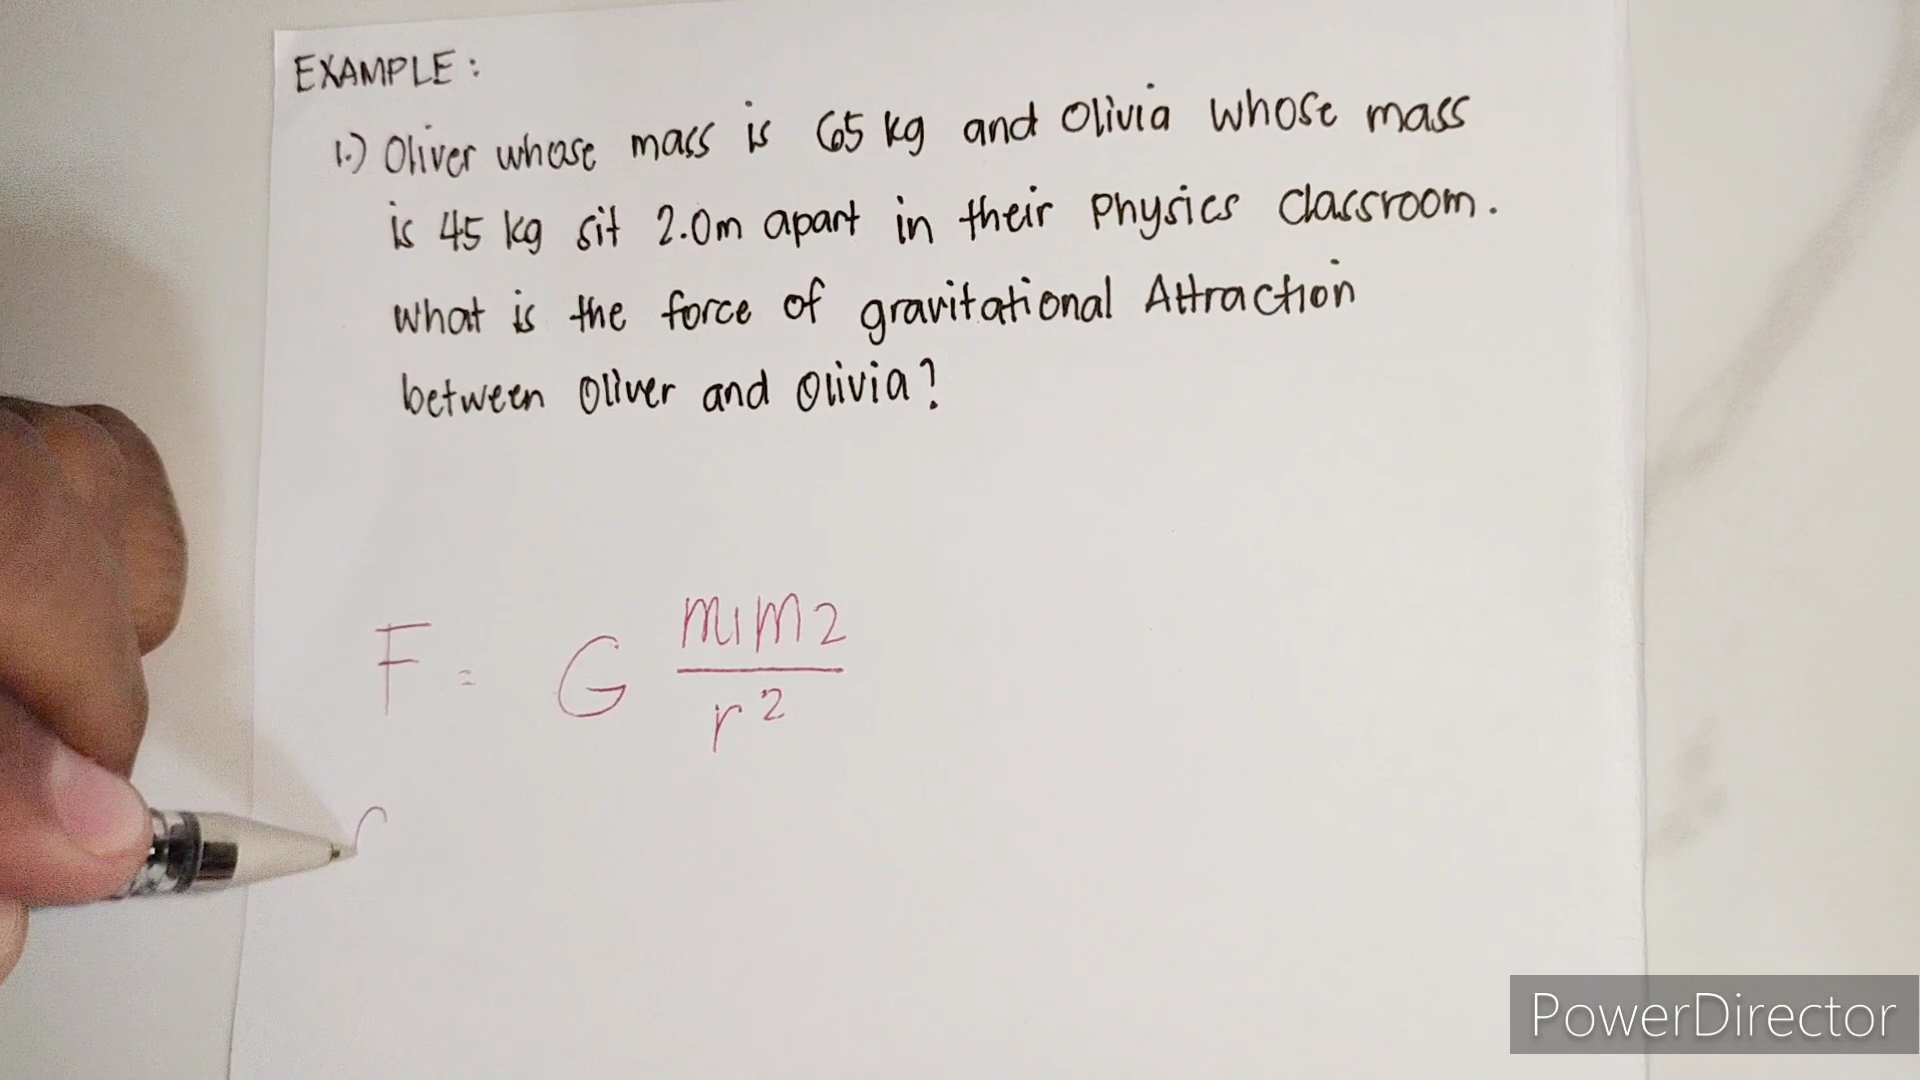 EXAMPLE:
1.) Oliver whose mass is 65 kg and Olivia whose mass
is 45 kg sit 2.0m apart in their Physics classroom.
What is the force of gravitational Attraction
between Oliver and Olivia?
F = G m1m2
r²
PowerDirector